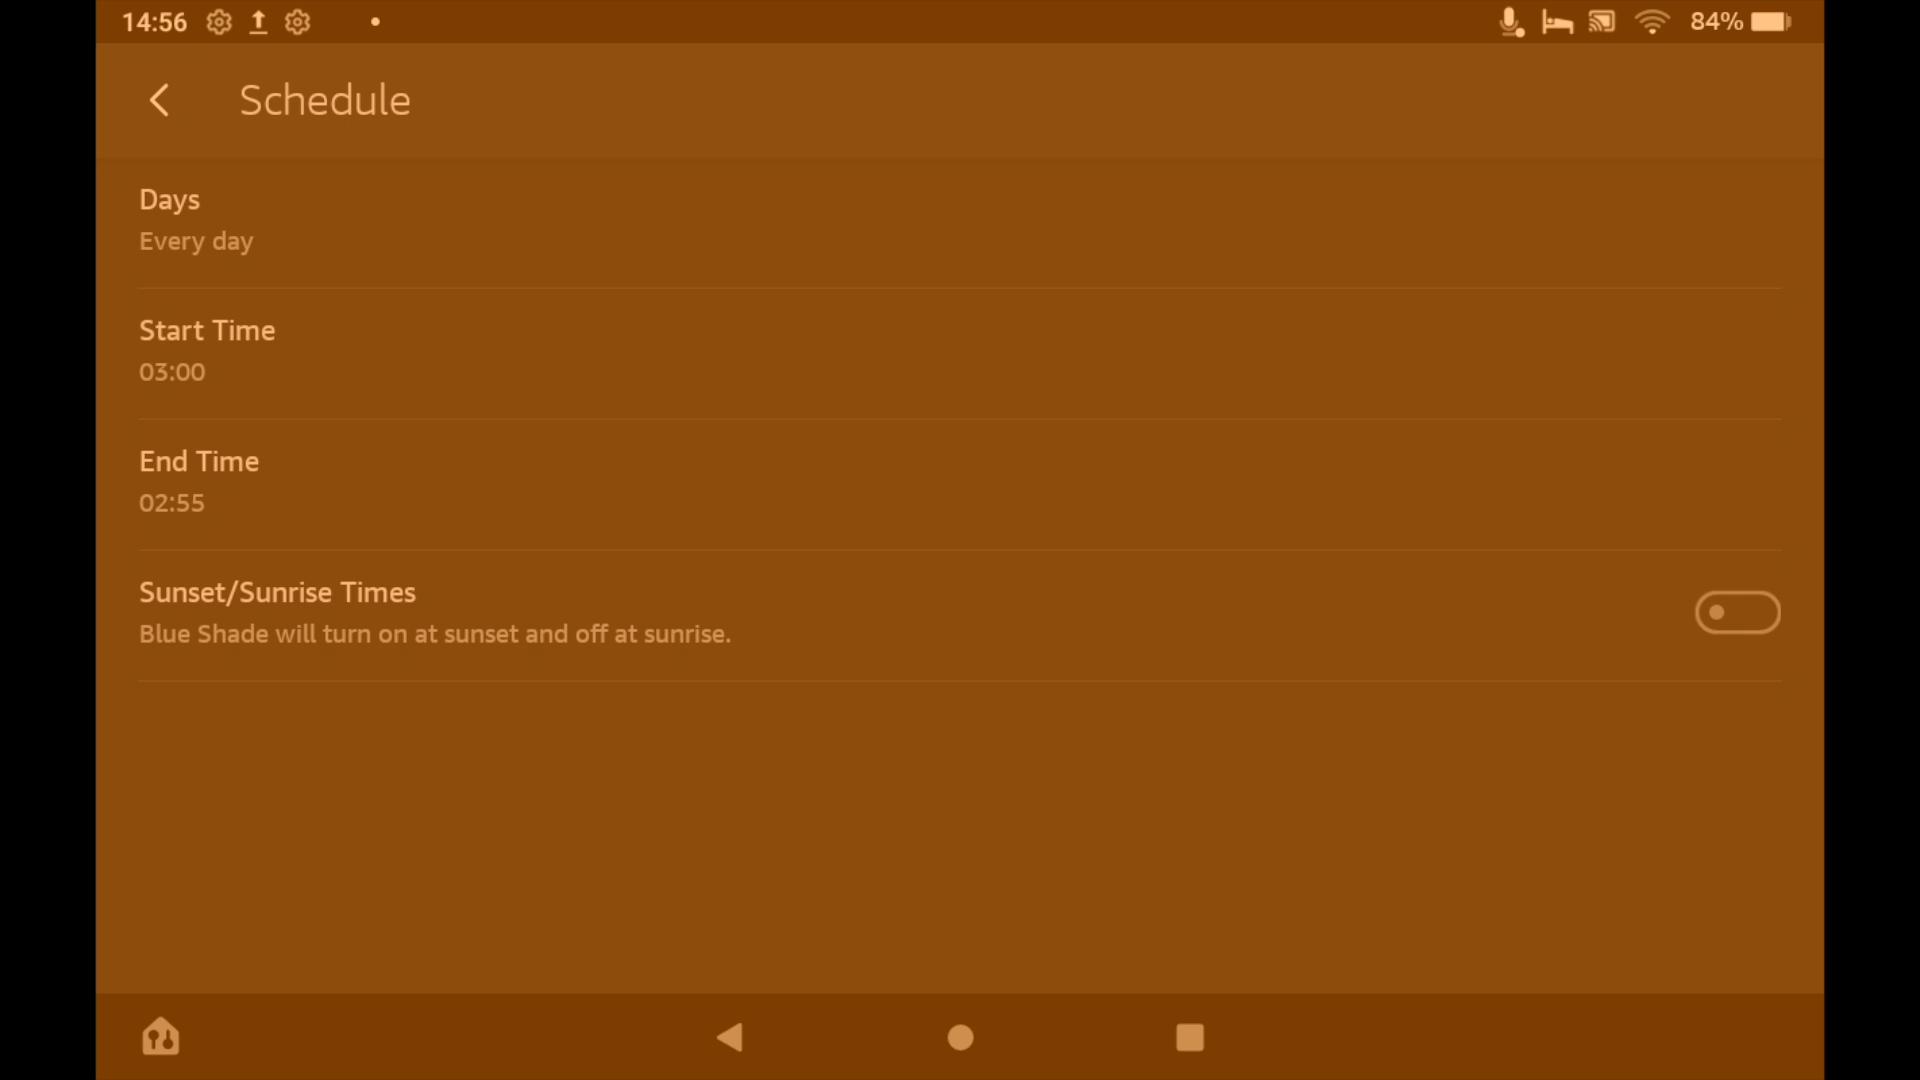 14:56
84%
Schedule
Days
Every day
Start Time
03:00
End Time
02:55
Sunset/Sunrise Times
Blue Shade will turn on at sunset and off at sunrise.